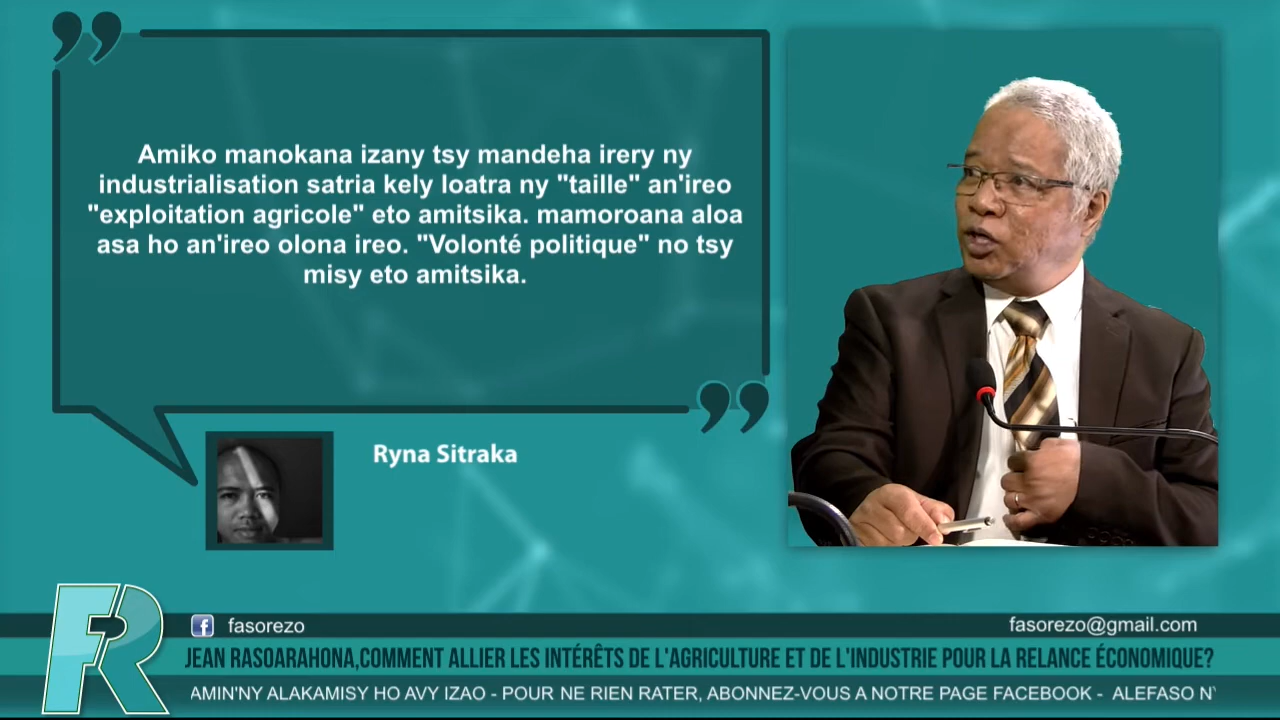 Amiko manokana izany tsy mandeha irery ny
industrialisation satria kely loatra ny "taille" an'ireo
"exploitation agricole" eto amitsika. mamoroana aloa
asa ho an'ireo olona ireo. "Volonté politique" no tsy
misy eto amitsika.
Ryna Sitraka
FR
fasorezo
fasorezo@gmail.com
JEAN RASOARAHONA,COMMENT ALLIER LES INTÉRÊTS DE L'AGRICULTURE ET DE L'INDUSTRIE POUR LA RELANCE ÉCONOMIQUE?
AMIN'NY ALAKAMISY HO AVY IZAO - POUR NE RIEN RATER, ABONNEZ-VOUS A NOTRE PAGE FACEBOOK - ALEFASO